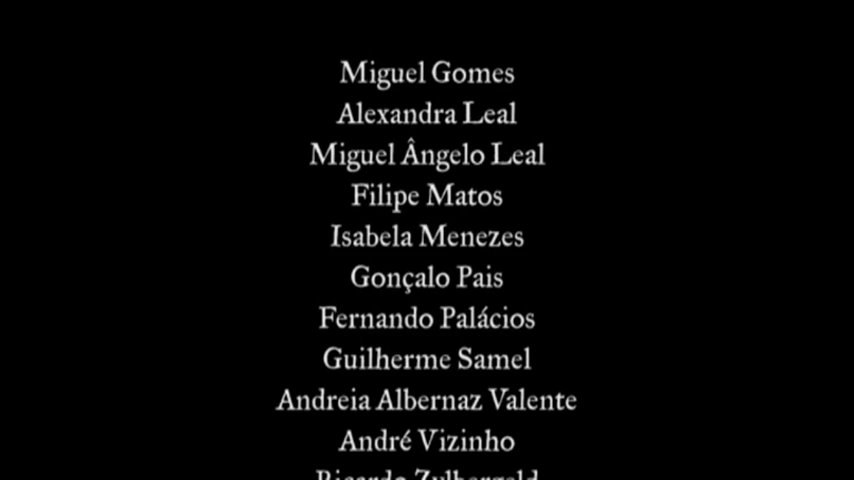 Miguel Gomes
Alexandra Leal
Miguel Ângelo Leal
Filipe Matos
Isabela Menezes
Gonçalo Pais
Fernando Palácios
Guilherme Samel
Andreia Albernaz Valente
André Vizinho
Ricardo